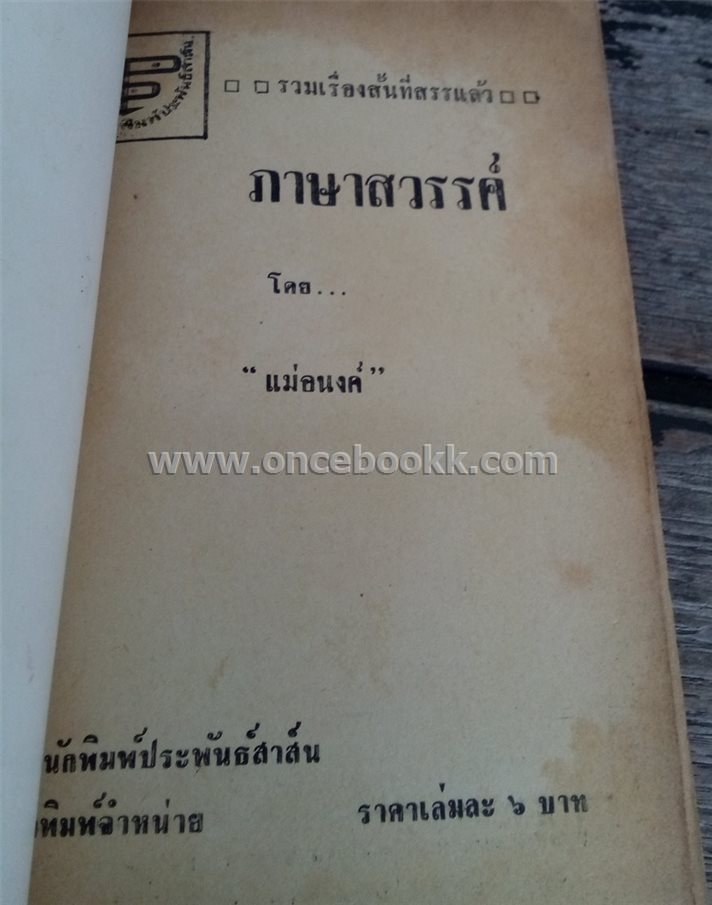 □ □ รวมเรื่องสั้นที่สรรแล้ว □ □
ภาษาสวรรค์
โดย...
“แม่อนงค์”
www.oncebookk.com
นักพิมพ์ประพันธ์สาส์น
พิมพ์จำหน่าย ราคาเล่มละ ๖ บาท